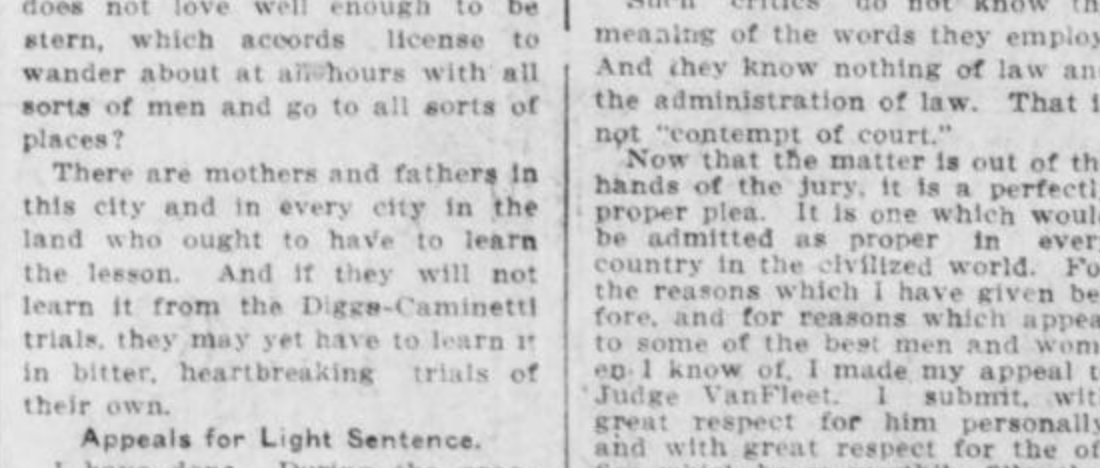 does not love well enough to be
stern, which accords license to
wander about at all hours with all
sorts of men and go to all sorts of
places?
There are mothers and fathers in
this city and in every city in the
land who ought to have to learn
the lesson. And if they will not
learn it from the Diggs-Caminetti
trials, they may yet have to learn it
in bitter, heartbreaking trials of
their own.
Appeals for Light Sentence.
Such critics do not know th
meaning of the words they employ
And they know nothing of law an
the administration of law. That i
not "contempt of court."
Now that the matter is out of th
hands of the jury, it is a perfectl
proper plea. It is one which woul
be admitted as proper in ever
country in the civilized world. Fo
the reasons which I have given be
fore, and for reasons which appea
to some of the best men and wom
en I know of, I made my appeal t
Judge VanFleet. I submit, wit
great respect for him personally
and with great respect for the of